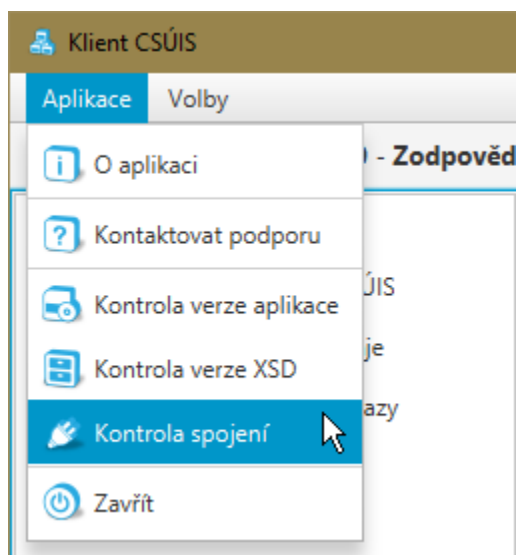 Klient CSÚIS
Aplikace Volby
- Zodpověd
O aplikaci
Kontaktovat podporu
Kontrola verze aplikace
ÚIS
Kontrola verze XSD
je
Kontrola spojení
azy
Zavřít